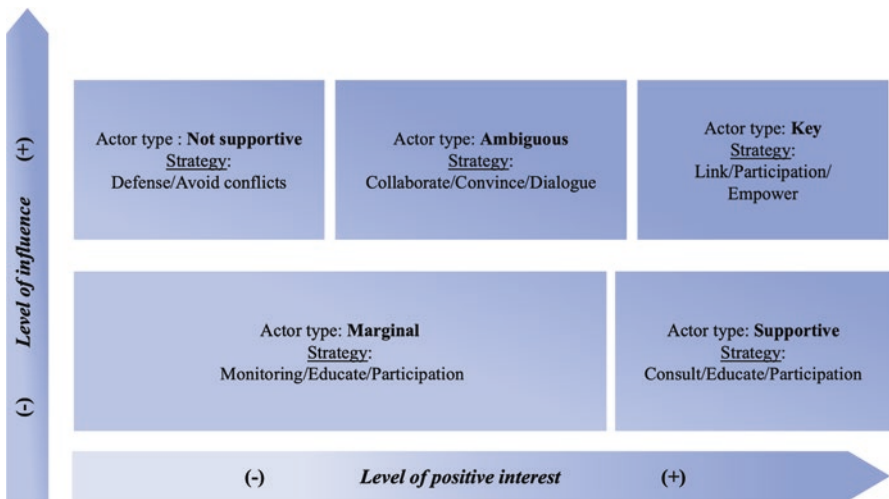 Actor type : Not supportive
Strategy:
Defense/Avoid conflicts
Actor type: Ambiguous
Strategy:
Collaborate/Convince/Dialogue
Actor type: Key
Strategy:
Link/Participation/
Empower
Actor type: Marginal
Strategy:
Monitoring/Educate/Participation
Actor type: Supportive
Strategy:
Consult/Educate/Participation
(-) Level of influence (+)
(-) Level of positive interest (+)